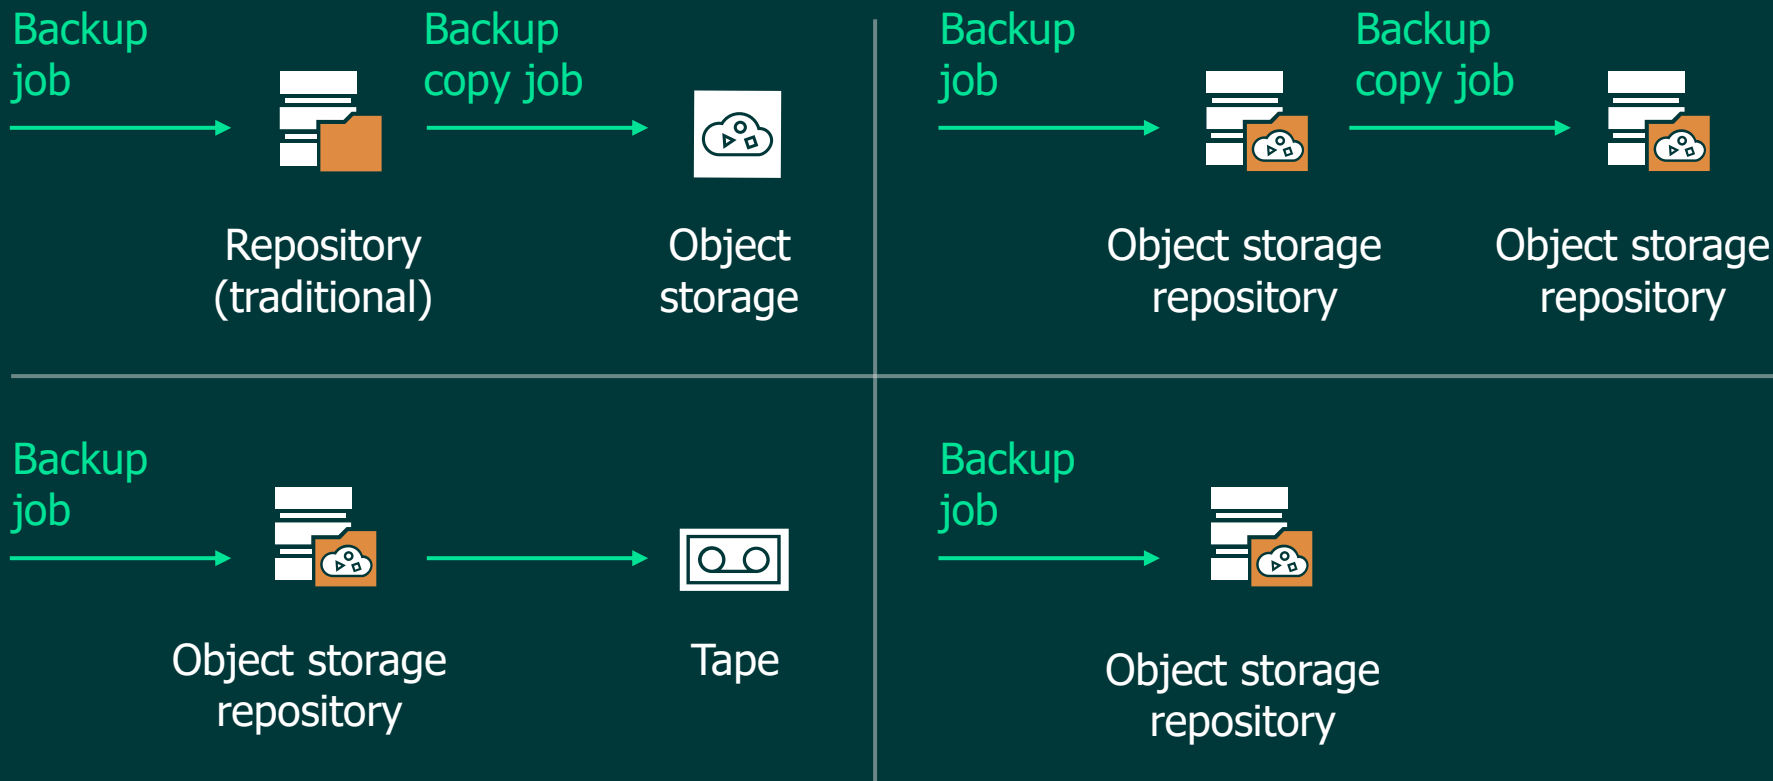 Backup
job
Backup
copy job
Repository
(traditional)
Object
storage
Backup
job
Backup
copy job
Object storage
repository
Object storage
repository
Backup
job
Object storage
repository
Tape
Backup
job
Object storage
repository